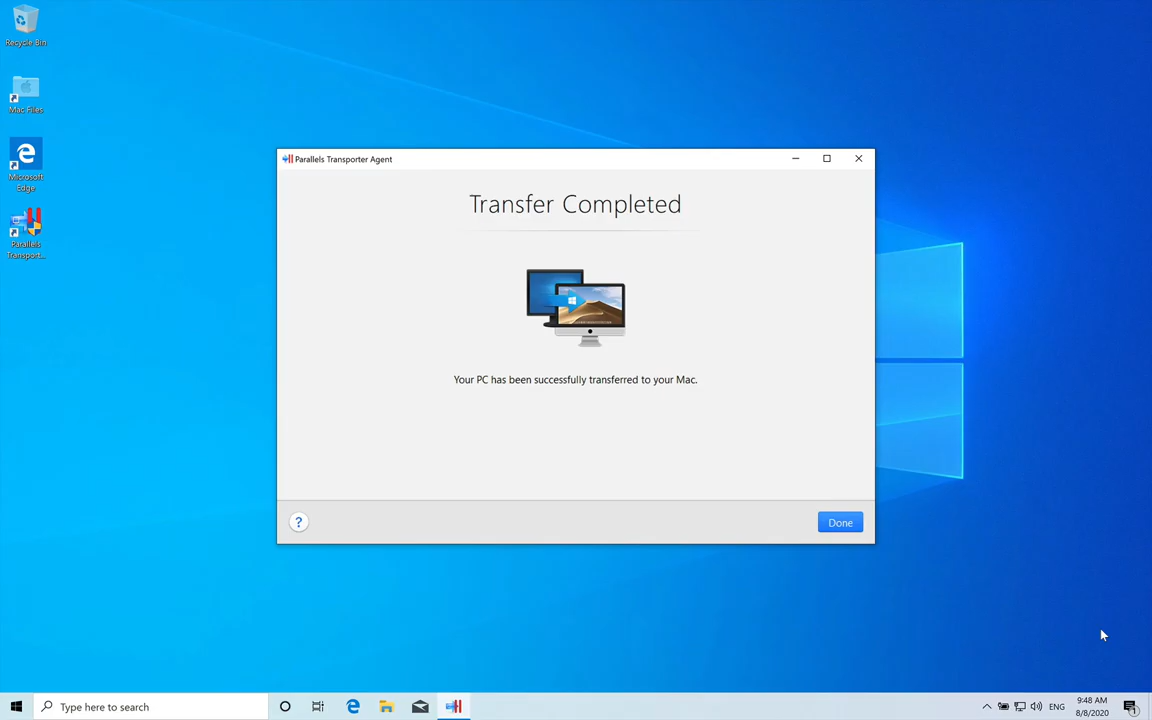 Recycle Bin
Mac Files
Microsoft
Edge
Parallels
Transport...
Parallels Transporter Agent
Transfer Completed
Your PC has been successfully transferred to your Mac.
?
Done
Type here to search
ENG
9:48 AM
8/8/2020
1